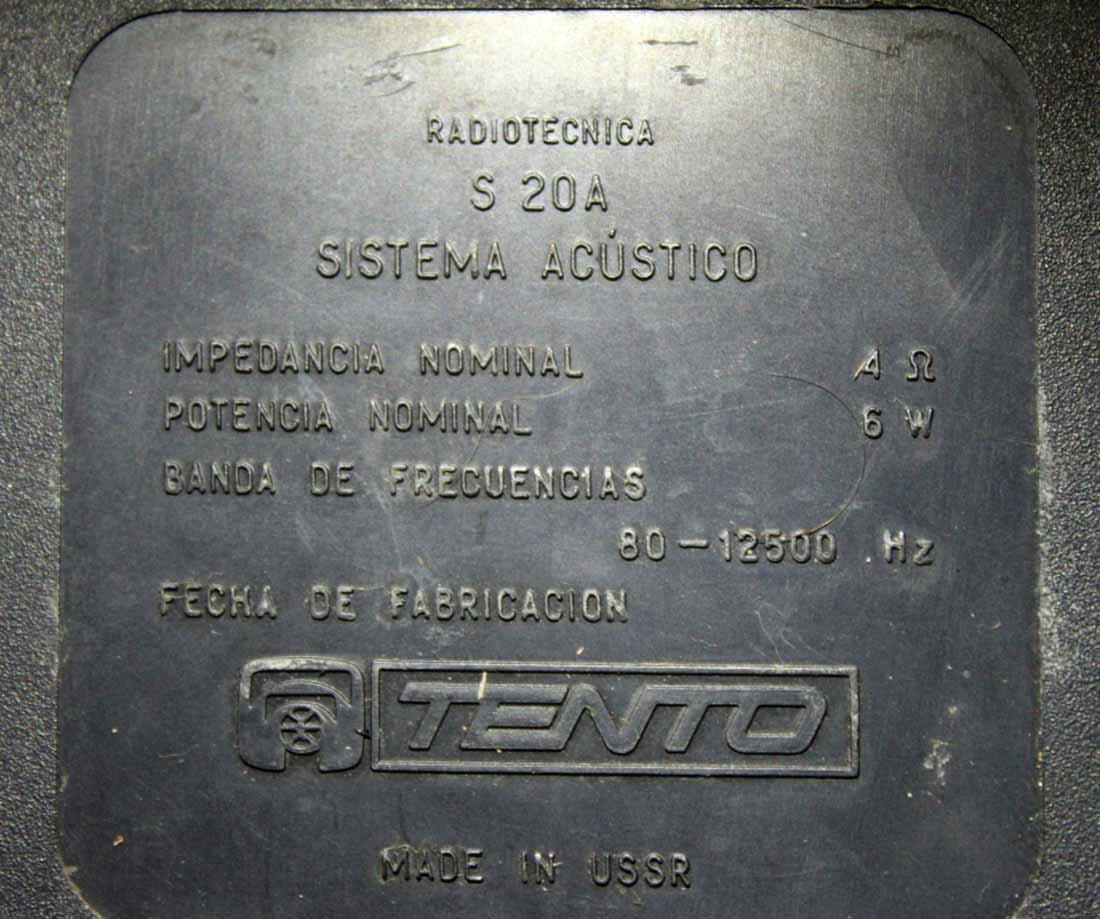 RADIOTECNICA
S 20A
SISTEMA ACÚSTICO
IMPEDANCIA NOMINAL 4 Ω
POTENCIA NOMINAL 6 W
BANDA DE FRECUENCIAS
80-12500 Hz
FECHA DE FABRICACION
TENTO
MADE IN USSR